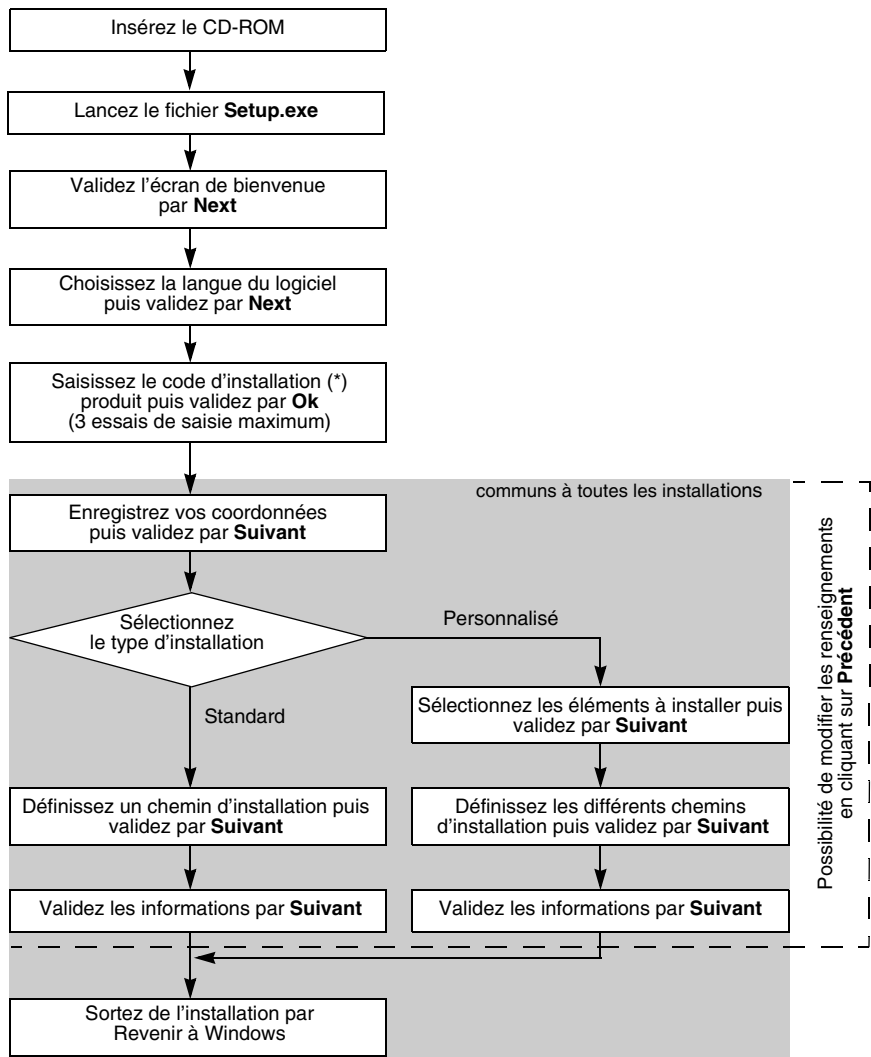 Insérez le CD-ROM
Lancez le fichier Setup.exe
Validez l'écran de bienvenue
par Next
Choisissez la langue du logiciel
puis validez par Next
Saisissez le code d'installation (*)
produit puis validez par Ok
(3 essais de saisie maximum)
communs à toutes les installations
Enregistrez vos coordonnées
puis validez par Suivant
Sélectionnez
le type d'installation
Personnalisé
Standard
Sélectionnez les éléments à installer puis
validez par Suivant
Définissez un chemin d'installation puis
validez par Suivant
Définissez les différents chemins
d'installation puis validez par Suivant
Validez les informations par Suivant
Validez les informations par Suivant
Sortez de l'installation par
Revenir à Windows
Possibilité de modifier les renseignements
en cliquant sur Précédent